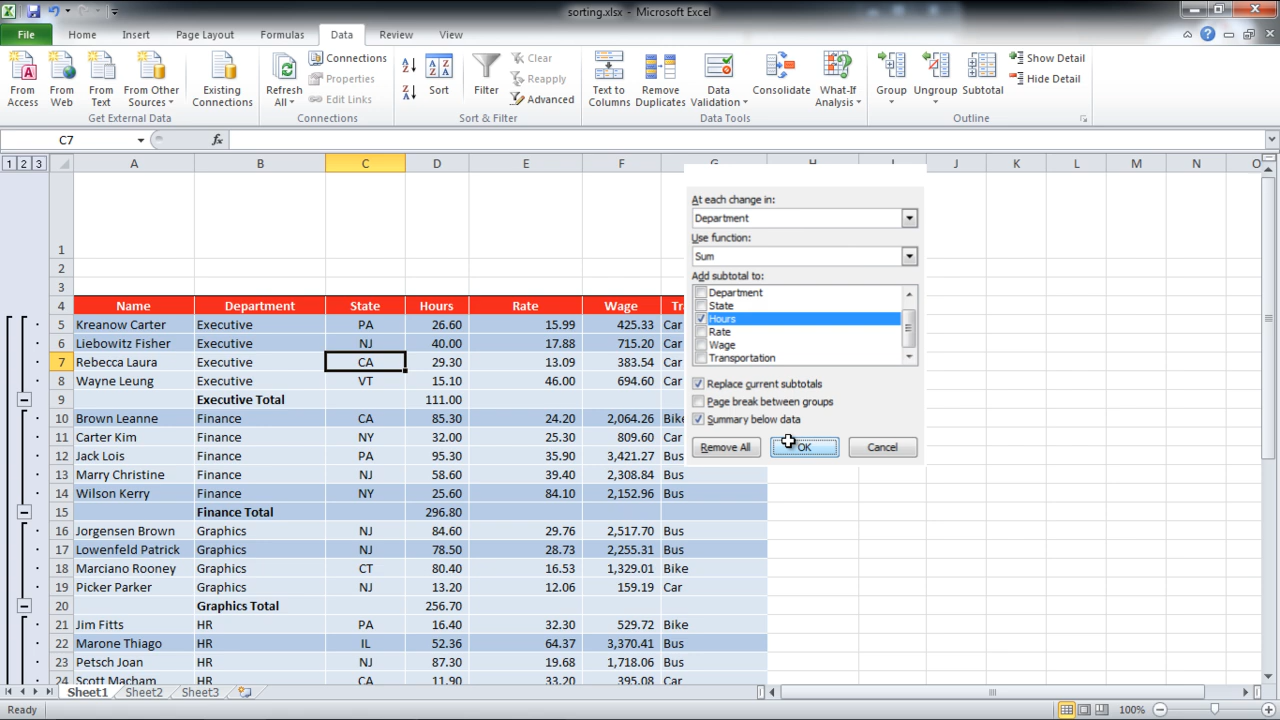 sorting.xlsx - Microsoft Excel
File Home Insert Page Layout Formulas Data Review View
From Access
From Web
From Text
From Other Sources
Existing Connections
Get External Data
Refresh All
Connections
Properties
Edit Links
Connections
A Z
Z A
Sort
Filter
Clear
Reapply
Advanced
Sort & Filter
Text to Columns
Remove Duplicates
Data Validation
Consolidate
What-If Analysis
Data Tools
Group
Ungroup
Subtotal
Show Detail
Hide Detail
Outline
C7 fx
1 2 3 A B C D E F G H I J K L M N O
1
2
3
4 Name Department State Hours Rate Wage
5 Kreanow Carter Executive PA 26.60 15.99 425.33 Car
6 Liebowitz Fisher Executive NJ 40.00 17.88 715.20 Car
7 Rebecca Laura Executive CA 29.30 13.09 383.54 Car
8 Wayne Leung Executive VT 15.10 46.00 694.60 Car
9 Executive Total 111.00
10 Brown Leanne Finance CA 85.30 24.20 2,064.26 Bike
11 Carter Kim Finance NY 32.00 25.30 809.60 Car
12 Jack Lois Finance PA 95.30 35.90 3,421.27 Bus
13 Marry Christine Finance NJ 58.60 39.40 2,308.84 Bus
14 Wilson Kerry Finance NY 25.60 84.10 2,152.96 Bus
15 Finance Total 296.80
16 Jorgensen Brown Graphics NJ 84.60 29.76 2,517.70 Bus
17 Lowenfeld Patrick Graphics NJ 78.50 28.73 2,255.31 Bus
18 Marciano Rooney Graphics CT 80.40 16.53 1,329.01 Bike
19 Picker Parker Graphics NJ 13.20 12.06 159.19 Car
20 Graphics Total 256.70
21 Jim Fitts HR PA 16.40 32.30 529.72 Bike
22 Marone Thiago HR IL 52.36 64.37 3,370.41 Bus
23 Petsch Joan HR NJ 87.30 19.68 1,718.06 Bus
24 Scott Macham HR CA 11.90 33.20 395.08 Car
At each change in:
Department
Use function:
Sum
Add subtotal to:
Department
State
Hours
Rate
Wage
Transportation
Replace current subtotals
Page break between groups
Summary below data
Remove All OK Cancel
Sheet1 Sheet2 Sheet3
Ready 100%